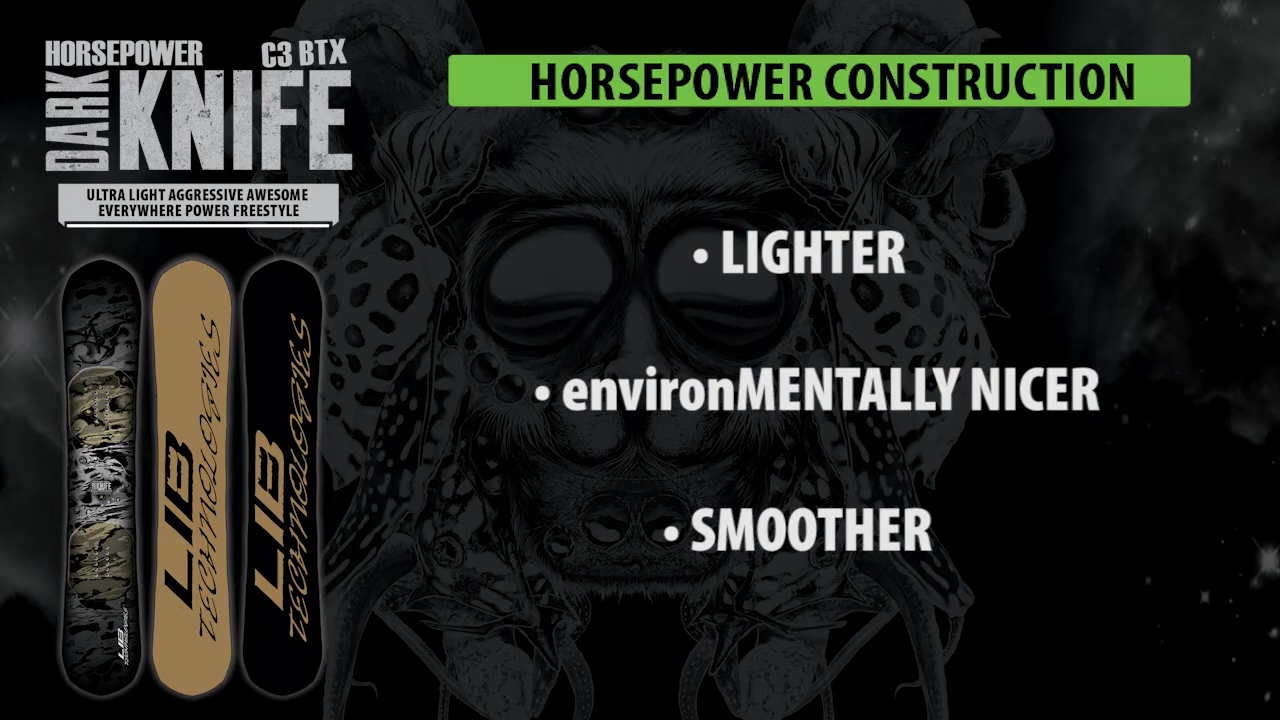 HORSEPOWER C3 BTX
DARK KNIFE
ULTRA LIGHT AGGRESSIVE AWESOME
EVERYWHERE POWER FREESTYLE
HORSEPOWER CONSTRUCTION
• LIGHTER
• environMENTALLY NICER
• SMOOTHER
LIB
TECHNOLOGIES
LIB
TECHNOLOGIES